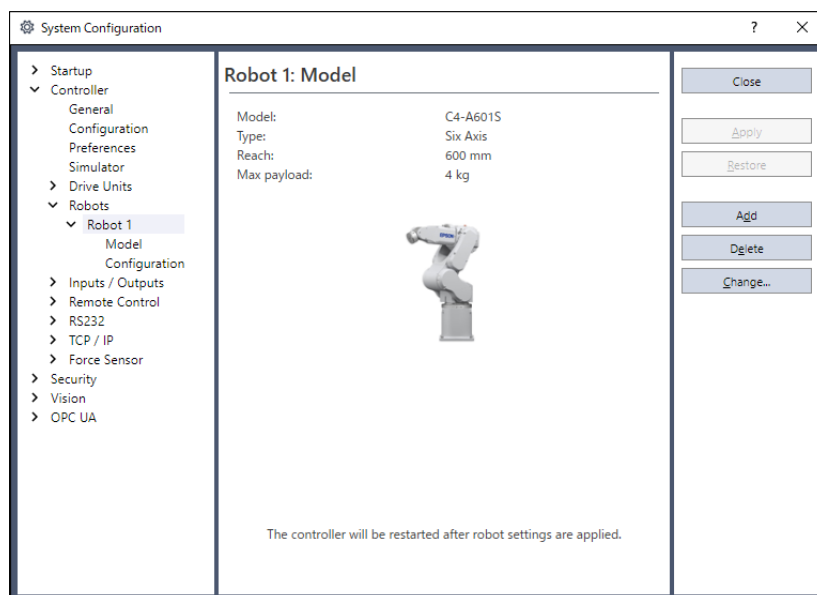 System Configuration
?
Startup
Controller
General
Configuration
Preferences
Simulator
Drive Units
Robots
Robot 1
Model
Configuration
Inputs / Outputs
Remote Control
RS232
TCP / IP
Force Sensor
Security
Vision
OPC UA
Robot 1: Model
Model: C4-A601S
Type: Six Axis
Reach: 600 mm
Max payload: 4 kg
EPSON
The controller will be restarted after robot settings are applied.
Close
Apply
Restore
Add
Delete
Change...